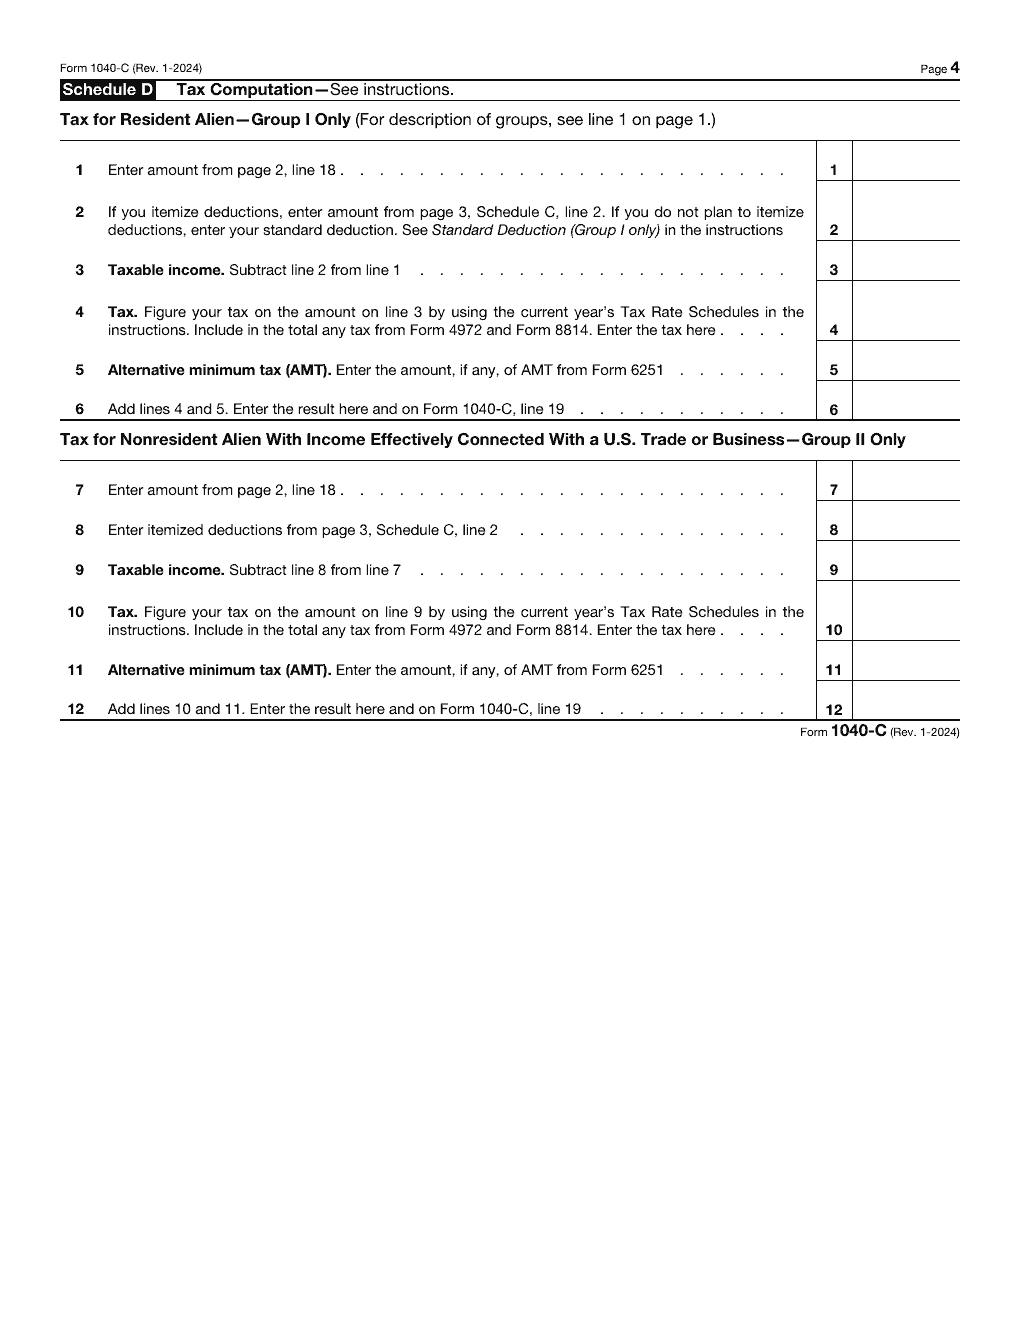 Form 1040-C (Rev. 1-2024) Page 4
Schedule D Tax Computation—See instructions.
Tax for Resident Alien—Group I Only (For description of groups, see line 1 on page 1.)
1 Enter amount from page 2, line 18 . . . . . . . . . . . . . . . . . . . . . . . 1
2 If you itemize deductions, enter amount from page 3, Schedule C, line 2. If you do not plan to itemize
deductions, enter your standard deduction. See Standard Deduction (Group I only) in the instructions 2
3 Taxable income. Subtract line 2 from line 1 . . . . . . . . . . . . . . . . . . . 3
4 Tax. Figure your tax on the amount on line 3 by using the current year’s Tax Rate Schedules in the
instructions. Include in the total any tax from Form 4972 and Form 8814. Enter the tax here . . . . 4
5 Alternative minimum tax (AMT). Enter the amount, if any, of AMT from Form 6251 . . . . . . 5
6 Add lines 4 and 5. Enter the result here and on Form 1040-C, line 19 . . . . . . . . . . . 6
Tax for Nonresident Alien With Income Effectively Connected With a U.S. Trade or Business—Group II Only
7 Enter amount from page 2, line 18 . . . . . . . . . . . . . . . . . . . . . . . 7
8 Enter itemized deductions from page 3, Schedule C, line 2 . . . . . . . . . . . . . . 8
9 Taxable income. Subtract line 8 from line 7 . . . . . . . . . . . . . . . . . . . 9
10 Tax. Figure your tax on the amount on line 9 by using the current year’s Tax Rate Schedules in the
instructions. Include in the total any tax from Form 4972 and Form 8814. Enter the tax here . . . . 10
11 Alternative minimum tax (AMT). Enter the amount, if any, of AMT from Form 6251 . . . . . . 11
12 Add lines 10 and 11. Enter the result here and on Form 1040-C, line 19 . . . . . . . . . . 12
Form 1040-C (Rev. 1-2024)